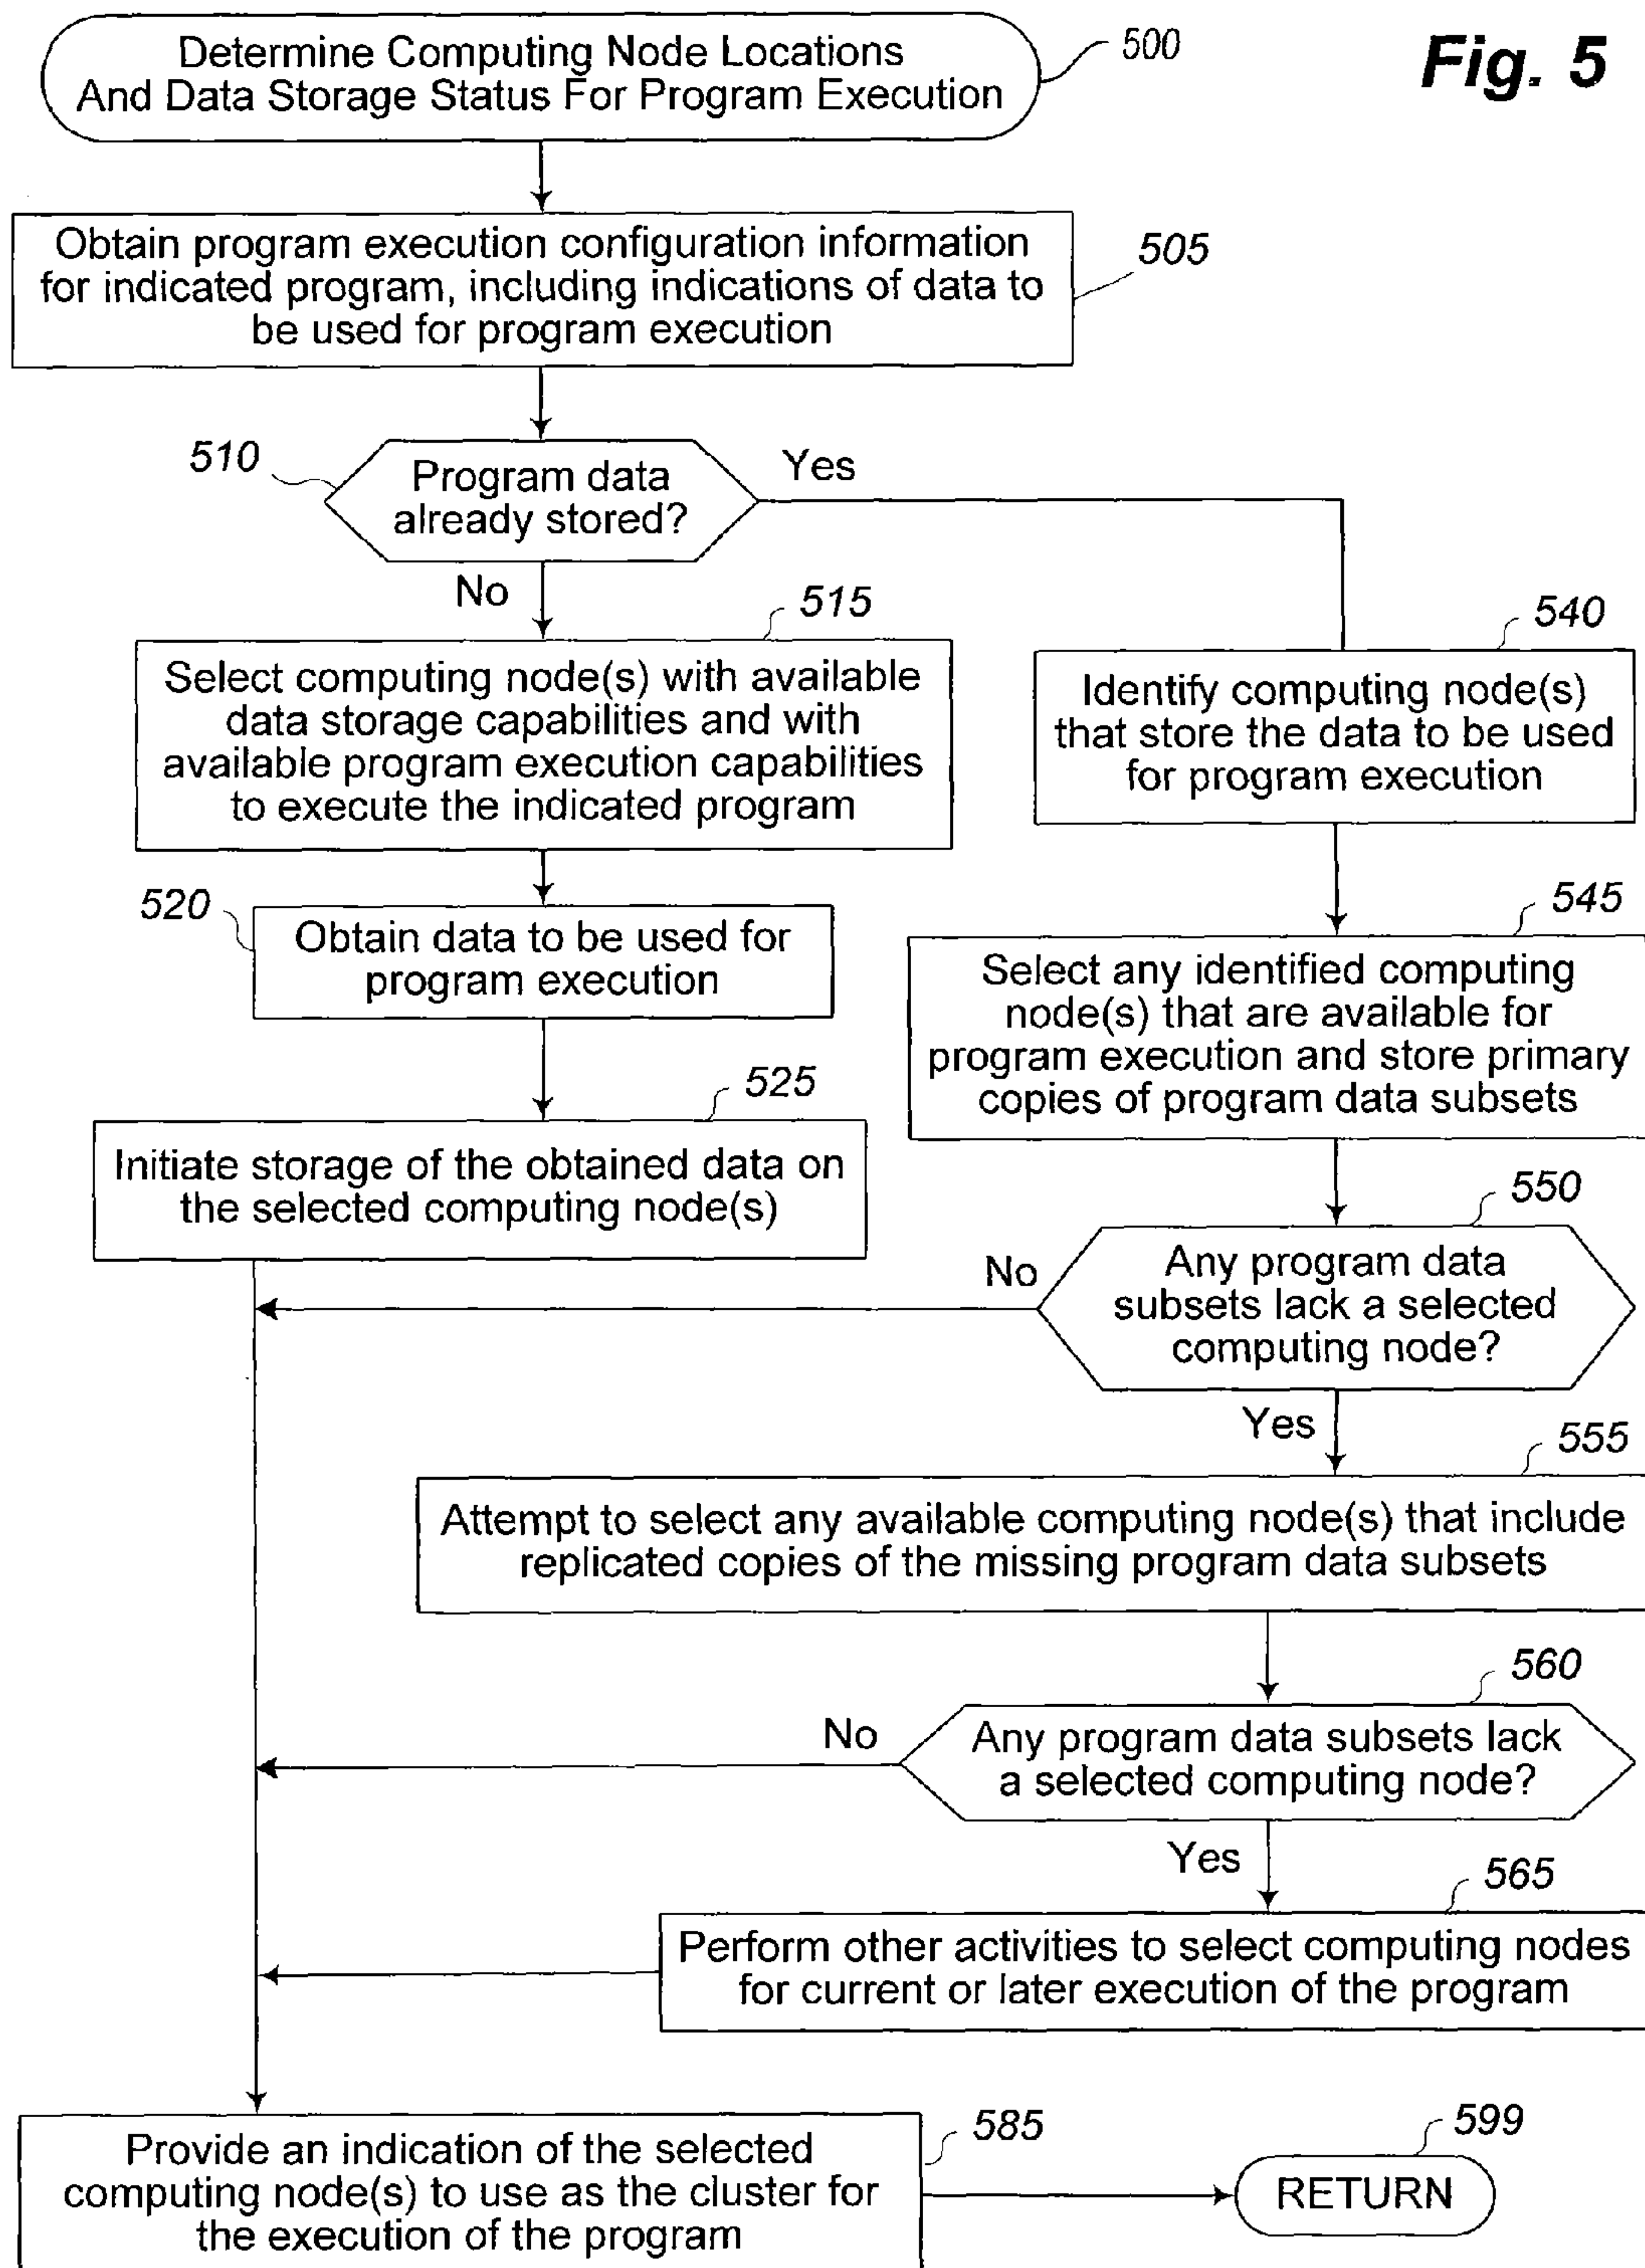 Fig. 5
Determine Computing Node Locations
And Data Storage Status For Program Execution
500
Obtain program execution configuration information
for indicated program, including indications of data to
be used for program execution
505
510
Program data
already stored?
Yes
No
515
Select computing node(s) with available
data storage capabilities and with
available program execution capabilities
to execute the indicated program
540
Identify computing node(s)
that store the data to be used
for program execution
520
Obtain data to be used for
program execution
545
Select any identified computing
node(s) that are available for
program execution and store primary
copies of program data subsets
525
Initiate storage of the obtained data on
the selected computing node(s)
550
Any program data
subsets lack a selected
computing node?
No
Yes
555
Attempt to select any available computing node(s) that include
replicated copies of the missing program data subsets
560
Any program data subsets lack
a selected computing node?
No
Yes
565
Perform other activities to select computing nodes
for current or later execution of the program
585
Provide an indication of the selected
computing node(s) to use as the cluster for
the execution of the program
599
RETURN